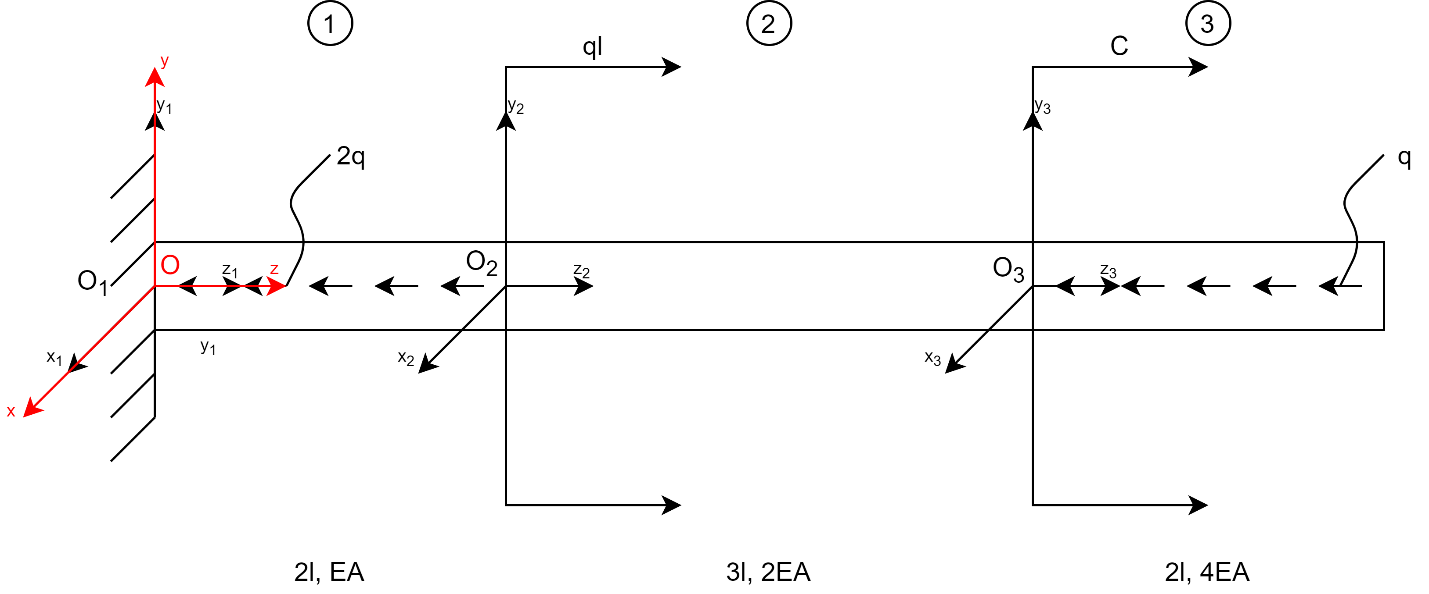 1
2
3
ql
C
y
y₁
y₂
y₃
2q
q
O₁
O
z₁
z
O₂
z₂
O₃
z₃
x₁
y₁
x₂
x₃
x
2l, EA
3l, 2EA
2l, 4EA